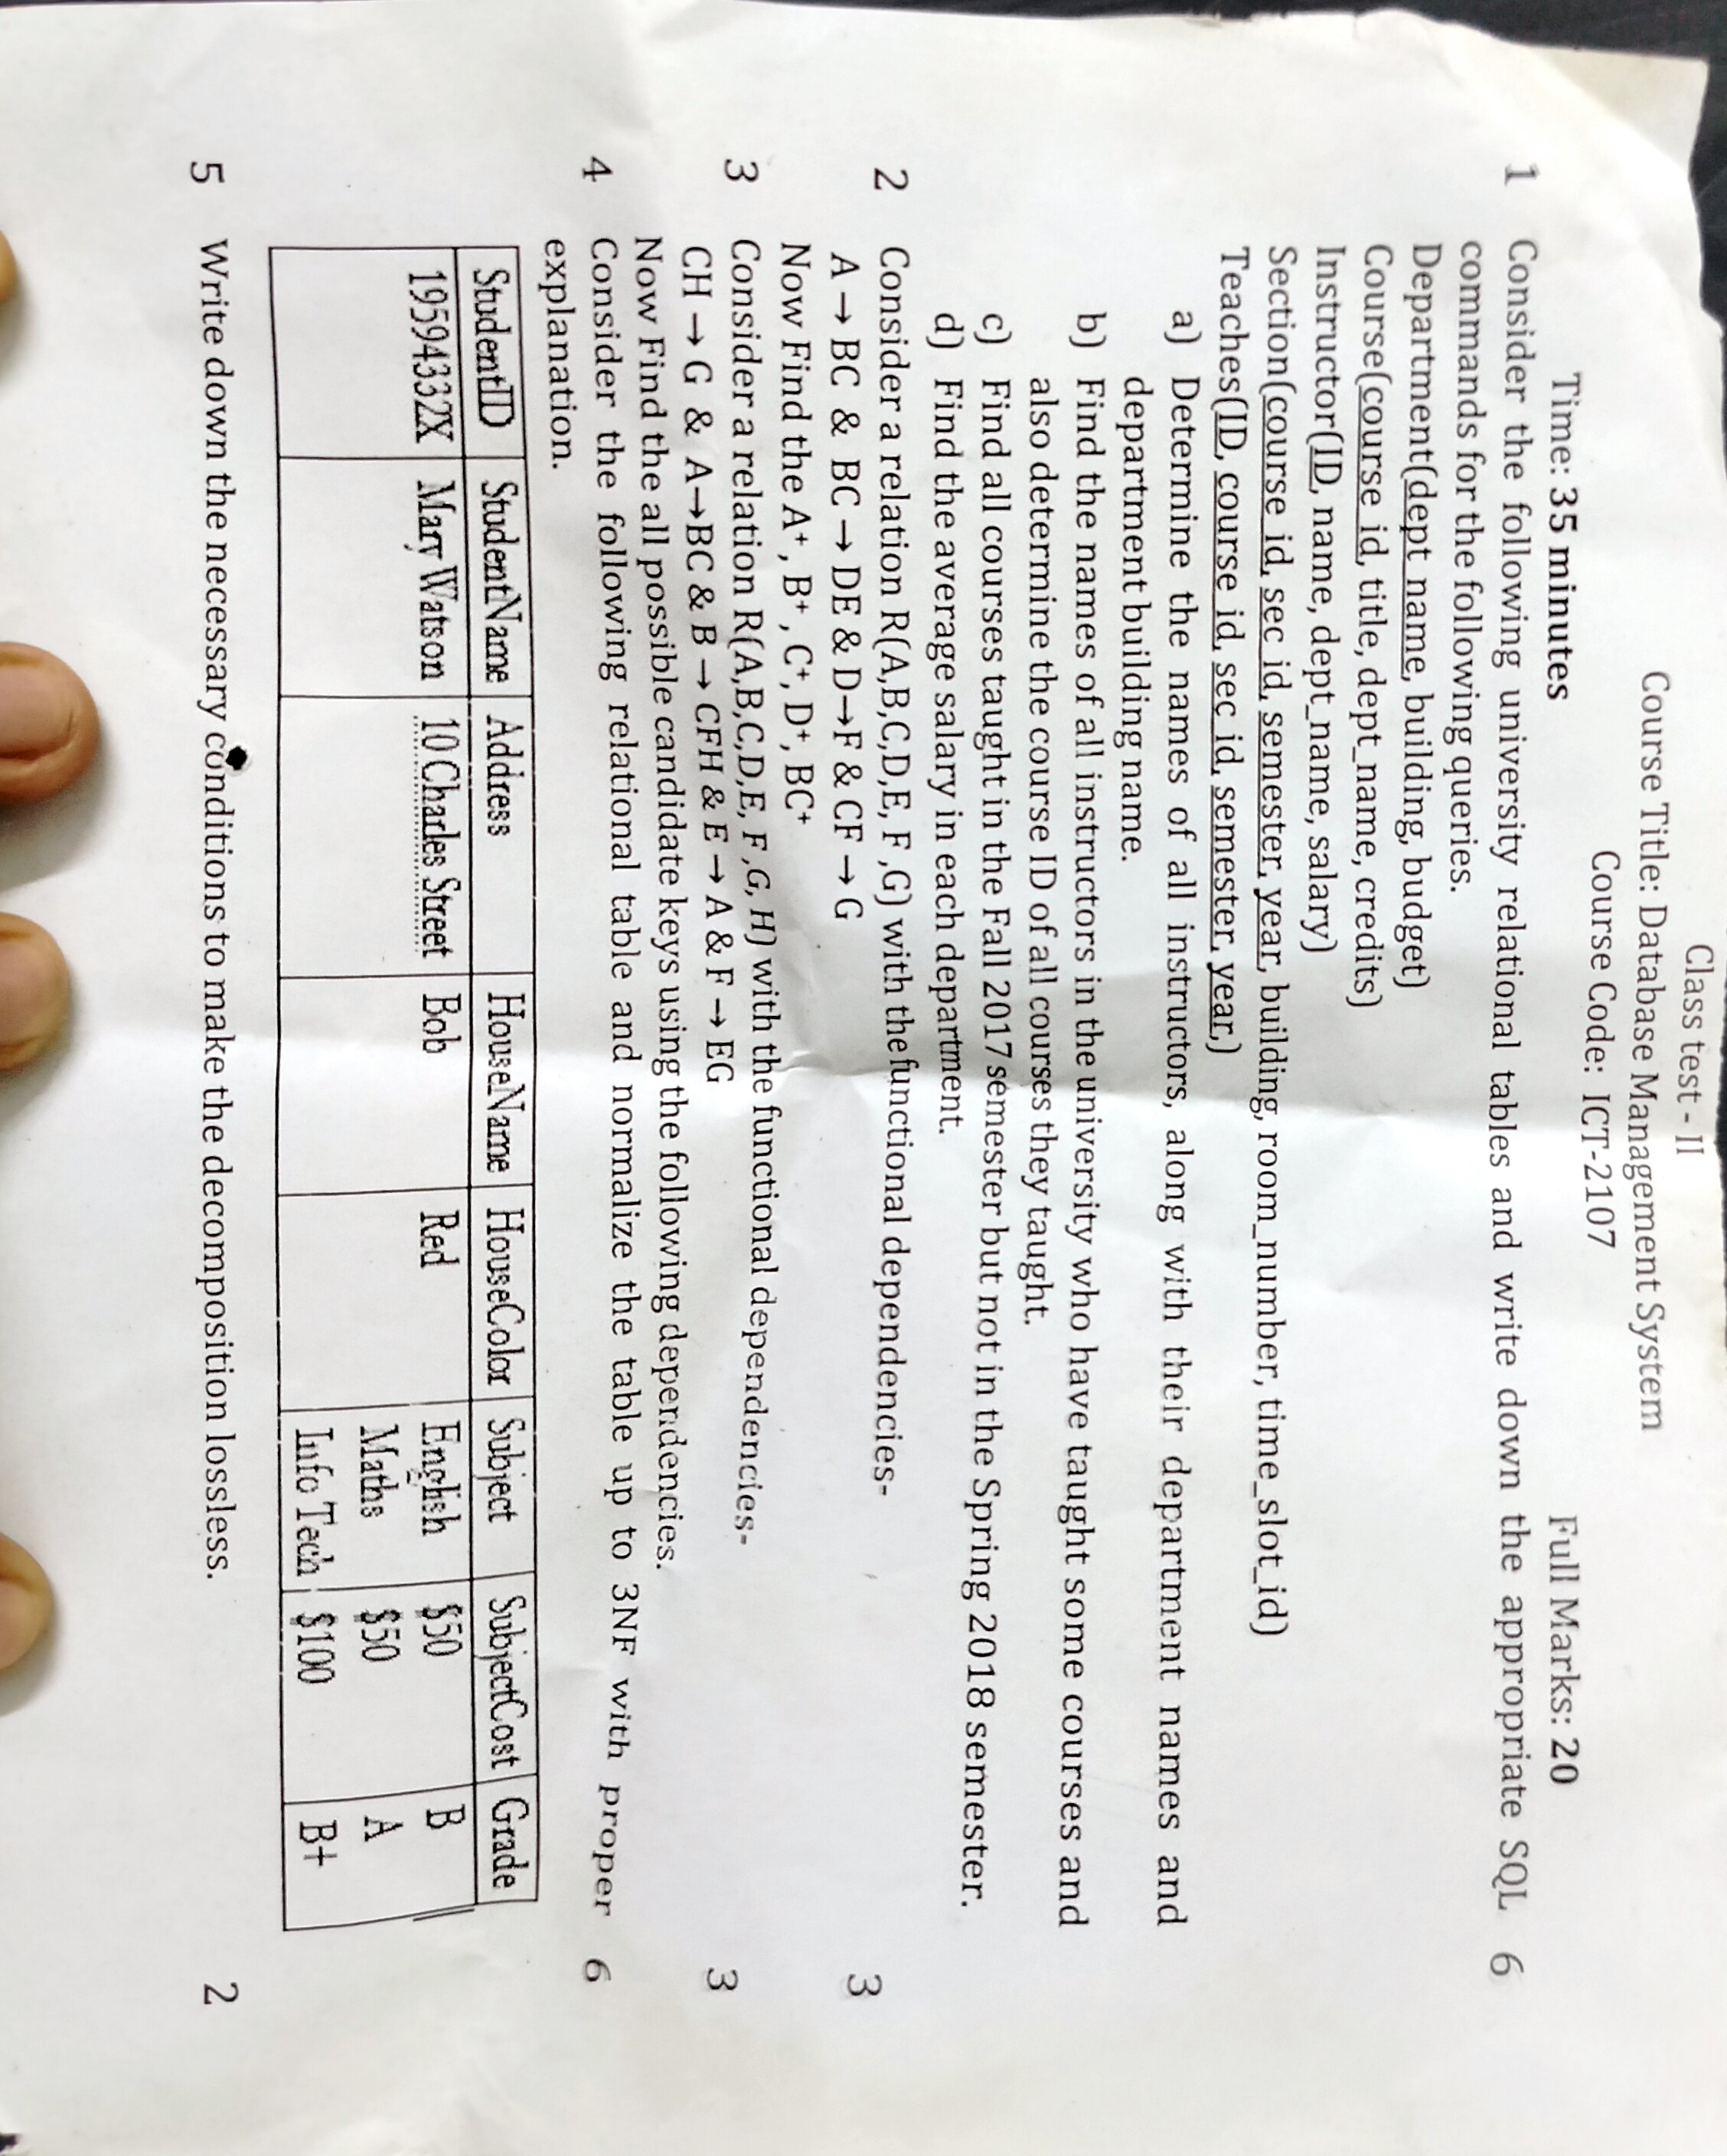 Class test - II
Course Title: Database Management System
Course Code: ICT-2107
Time: 35 minutes Full Marks: 20
1 Consider the following university relational tables and write down the appropriate SQL 6
commands for the following queries.
Department(dept name, building, budget)
Course(course id, title, dept_name, credits)
Instructor(ID, name, dept_name, salary)
Section(course id, sec id, semester, year, building, room_number, time_slot_id)
Teaches(ID, course id, sec id, semester, year,)
a) Determine the names of all instructors, along with their department names and
department building name.
b) Find the names of all instructors in the university who have taught some courses and
also determine the course ID of all courses they taught.
c) Find all courses taught in the Fall 2017 semester but not in the Spring 2018 semester.
d) Find the average salary in each department.
2 Consider a relation R(A,B,C,D,E, F ,G) with the functional dependencies- 3
A → BC & BC → DE & D→F & CF → G
Now Find the A⁺, B⁺, C⁺, D⁺, BC⁺
3 Consider a relation R(A,B,C,D,E, F ,G, H) with the functional dependencies- 3
CH → G & A→BC & B → CFH & E → A & F → EG
Now Find the all possible candidate keys using the following dependencies.
4 Consider the following relational table and normalize the table up to 3NF with proper 6
explanation.
StudentID StudentName Address HouseName HouseColor Subject SubjectCost Grade
19594332X Mary Watson 10 Charles Street Bob Red English $50 B
Maths $50 A
Info Tech $100 B+
5 Write down the necessary conditions to make the decomposition lossless. 2